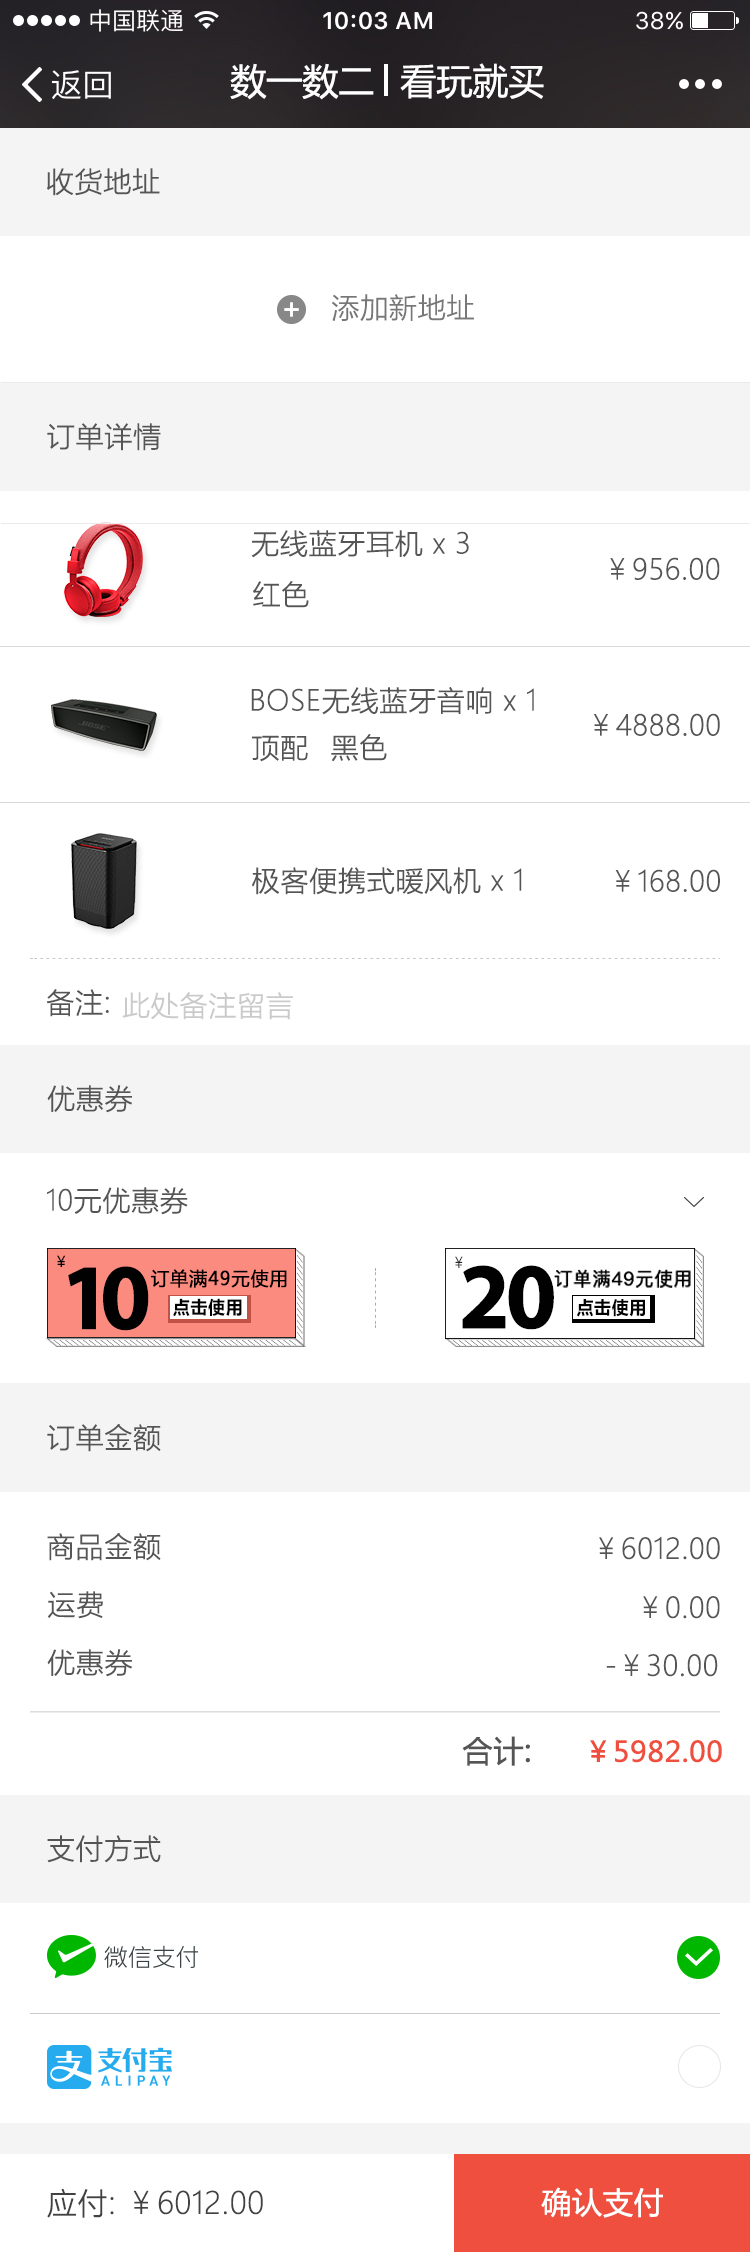 中国联通 10:03 AM 38%
返回 数一数二 | 看玩就买
收货地址
添加新地址
订单详情
无线蓝牙耳机 x 3
¥ 956.00
红色
BOSE无线蓝牙音响 x 1
¥ 4888.00
顶配 黑色
极客便携式暖风机 x 1 ¥ 168.00
备注: 此处备注留言
优惠券
10元优惠券
¥ 10 订单满49元使用
点击使用
¥ 20 订单满49元使用
点击使用
订单金额
商品金额 ¥ 6012.00
运费 ¥ 0.00
优惠券 - ¥ 30.00
合计: ¥ 5982.00
支付方式
微信支付
支 支付宝
ALIPAY
应付: ¥ 6012.00 确认支付